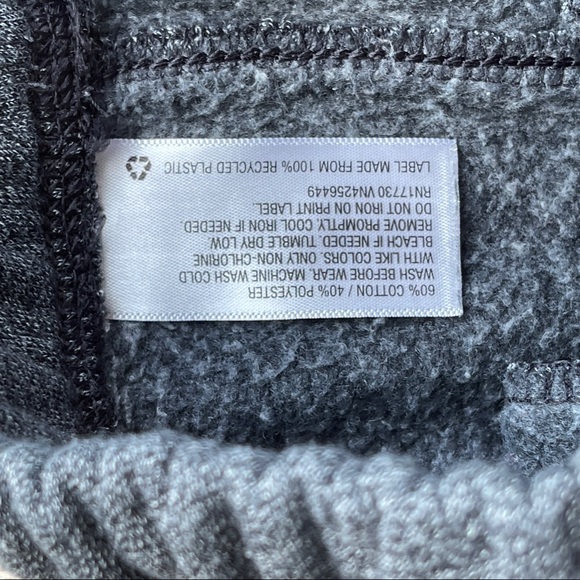 60% COTTON / 40% POLYESTER
WASH BEFORE WEAR. MACHINE WASH COLD
WITH LIKE COLORS. ONLY NON-CHLORINE
BLEACH IF NEEDED. TUMBLE DRY LOW.
REMOVE PROMPTLY. COOL IRON IF NEEDED.
DO NOT IRON ON PRINT LABEL.
RN17730 VN4256449
LABEL MADE FROM 100% RECYCLED PLASTIC